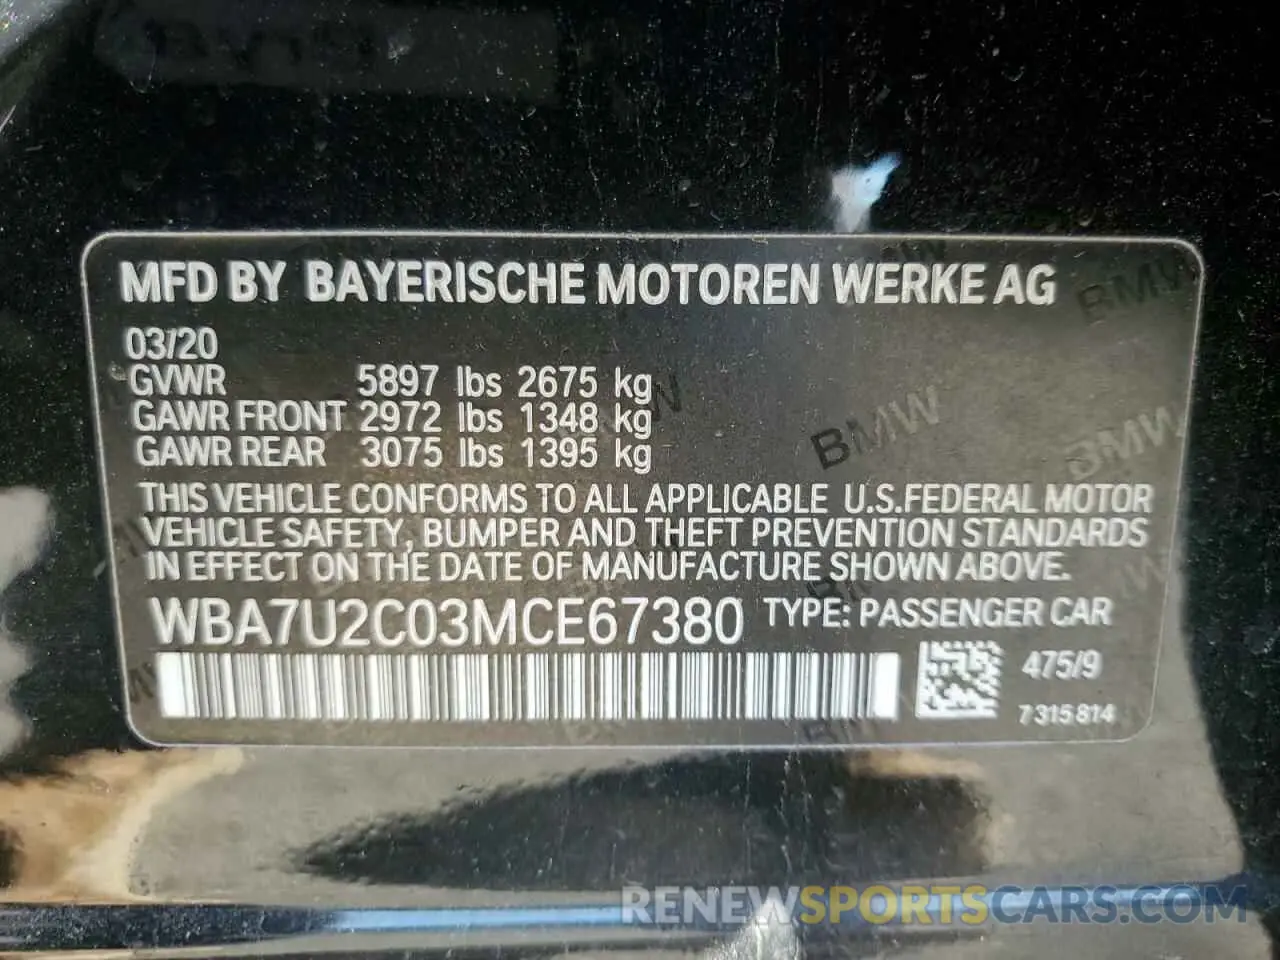 MFD BY BAYERISCHE MOTOREN WERKE AG
03/20
GVWR 5897 lbs 2675 kg
GAWR FRONT 2972 lbs 1348 kg
GAWR REAR 3075 lbs 1395 kg
THIS VEHICLE CONFORMS TO ALL APPLICABLE U.S.FEDERAL MOTOR
VEHICLE SAFETY, BUMPER AND THEFT PREVENTION STANDARDS
IN EFFECT ON THE DATE OF MANUFACTURE SHOWN ABOVE.
WBA7U2C03MCE67380 TYPE: PASSENGER CAR
475/9
7315814
BMW
BMW
BMW
RENEWSPORTSCARS.COM